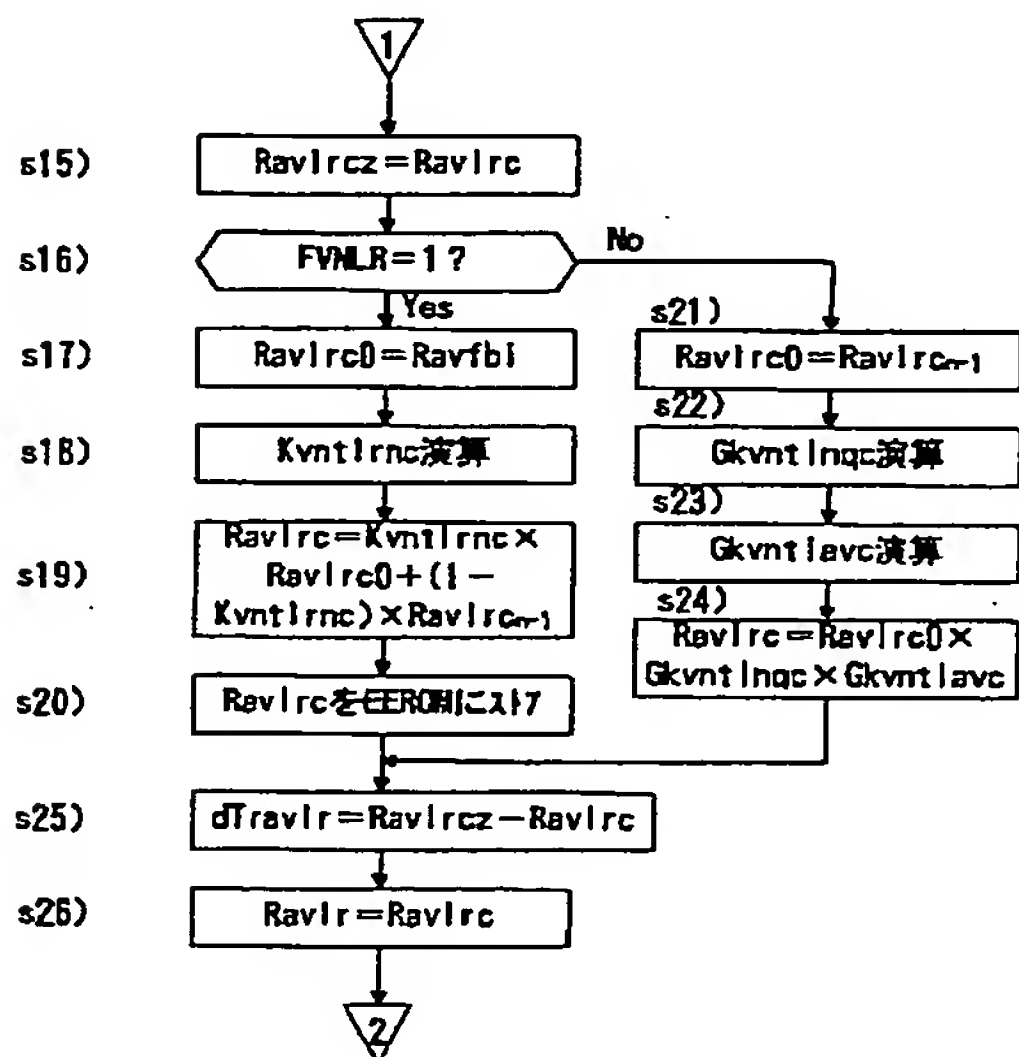 1
s15)
Ravlrcz=Ravlrc
s16)
FVNLR=1?
No
Yes
s17)
Ravlrc0=Ravfbl
s18)
Kvntlrnc演算
s19)
Ravlrc=Kvntlrnc×
Ravlrc0+(1-
Kvntlrnc)×Ravlrcn-1
s20)
RavlrcをEEROMにストア
s21)
Ravlrc0=Ravlrcn-1
s22)
Gkvntlnqc演算
s23)
Gkvntlavc演算
s24)
Ravlrc=Ravlrc0×
Gkvntlnqc×Gkvntlavc
s25)
dTravlr=Ravlrcz-Ravlrc
s26)
Ravlr=Ravlrc
2